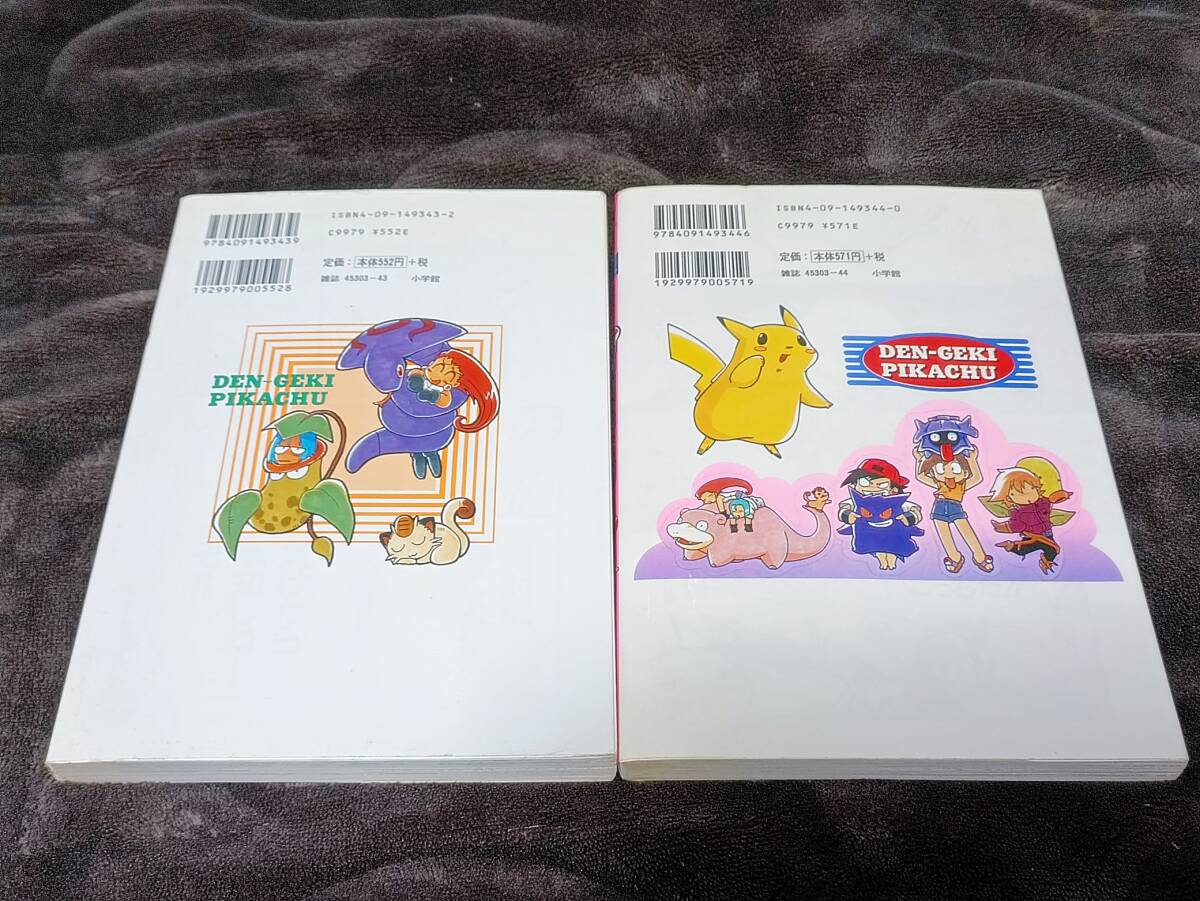 ISBN4-09-149343-2
9784091493439
C9979 ¥552E
定価：本体552円+税
1929979005528
雑誌 45303-43 小学館
DEN-GEKI
PIKACHU
ISBN4-09-149344-0
9784091493446
C9979 ¥571E
定価：本体571円+税
1929979005719
雑誌 45303-44 小学館
DEN-GEKI
PIKACHU